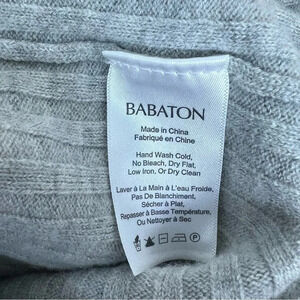 BABATON
Made in China
Fabriqué en Chine
Hand Wash Cold,
No Bleach, Dry Flat,
Low Iron, Or Dry Clean
Laver à La Main à L'eau Froide,
Pas De Blanchiment,
Sécher à Plat,
Repasser à Basse Température,
Ou Nettoyer à Sec